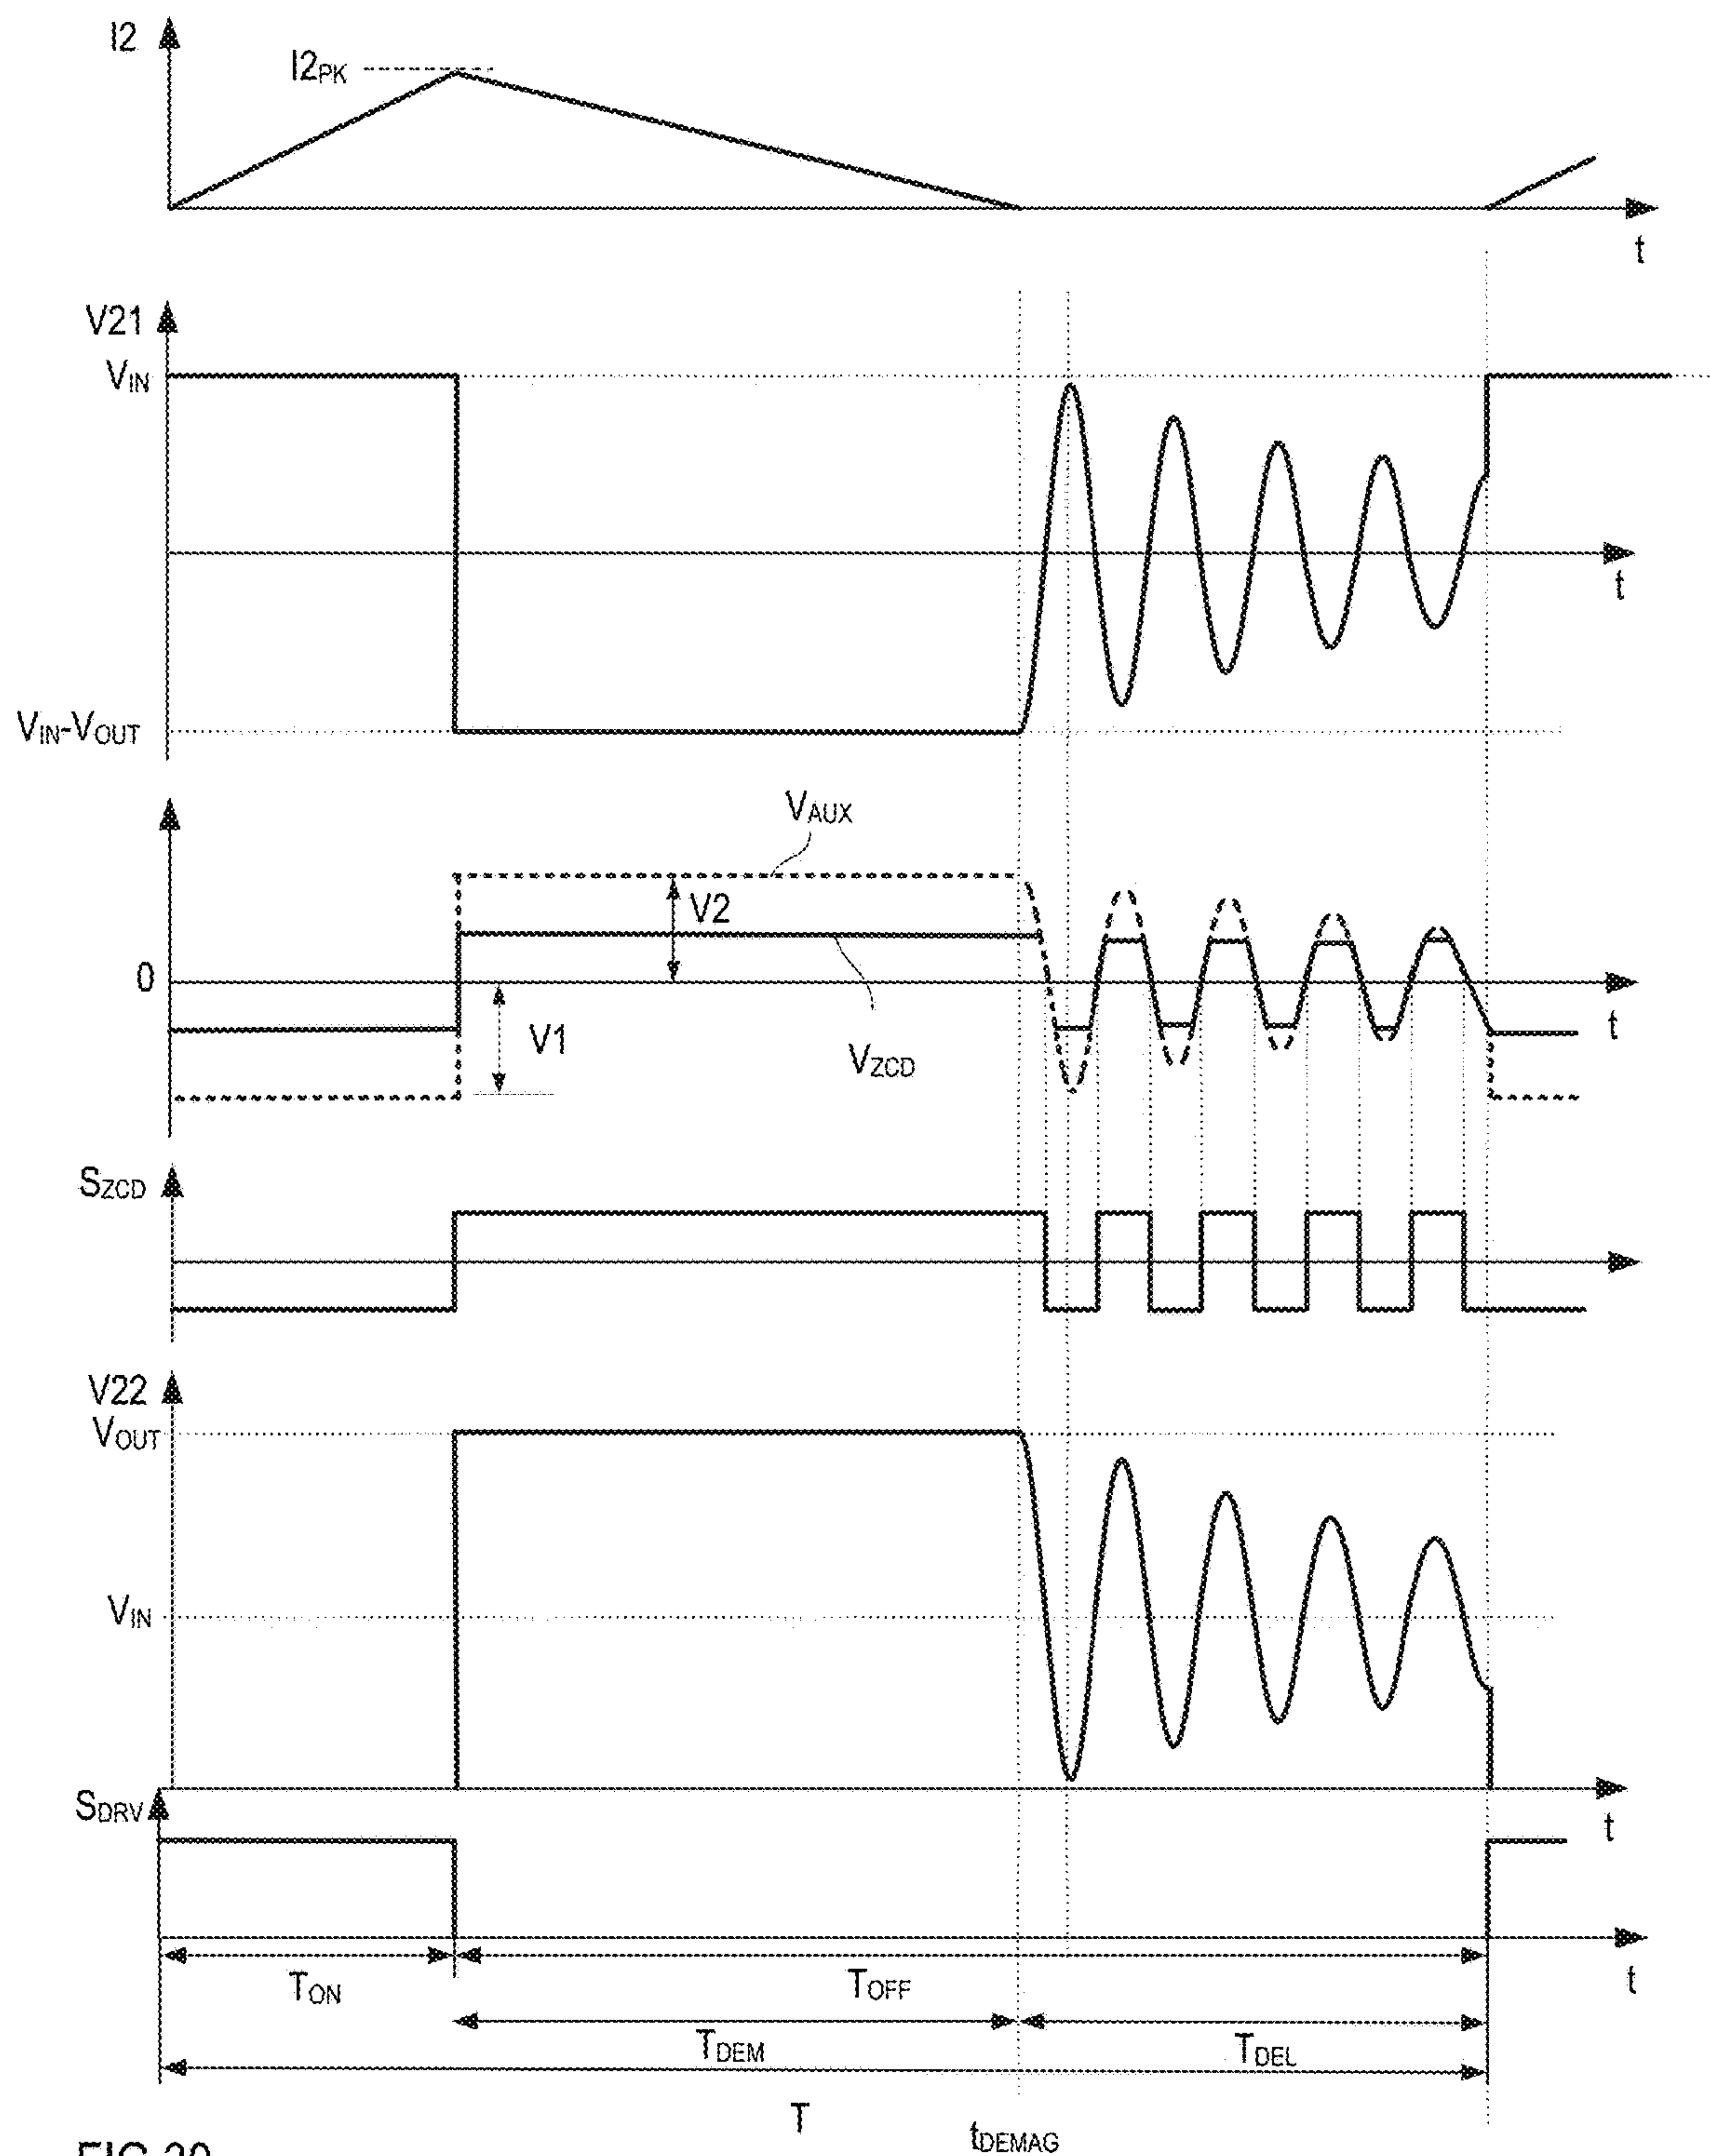 I2
I2PK
t
V21
VIN
t
VIN-VOUT
VAUX
V2
0
V1
t
VZCD
SZCD
V22
VOUT
VIN
SDRV
t
TON
TOFF
t
TDEM
TDEL
T
tDEMAG